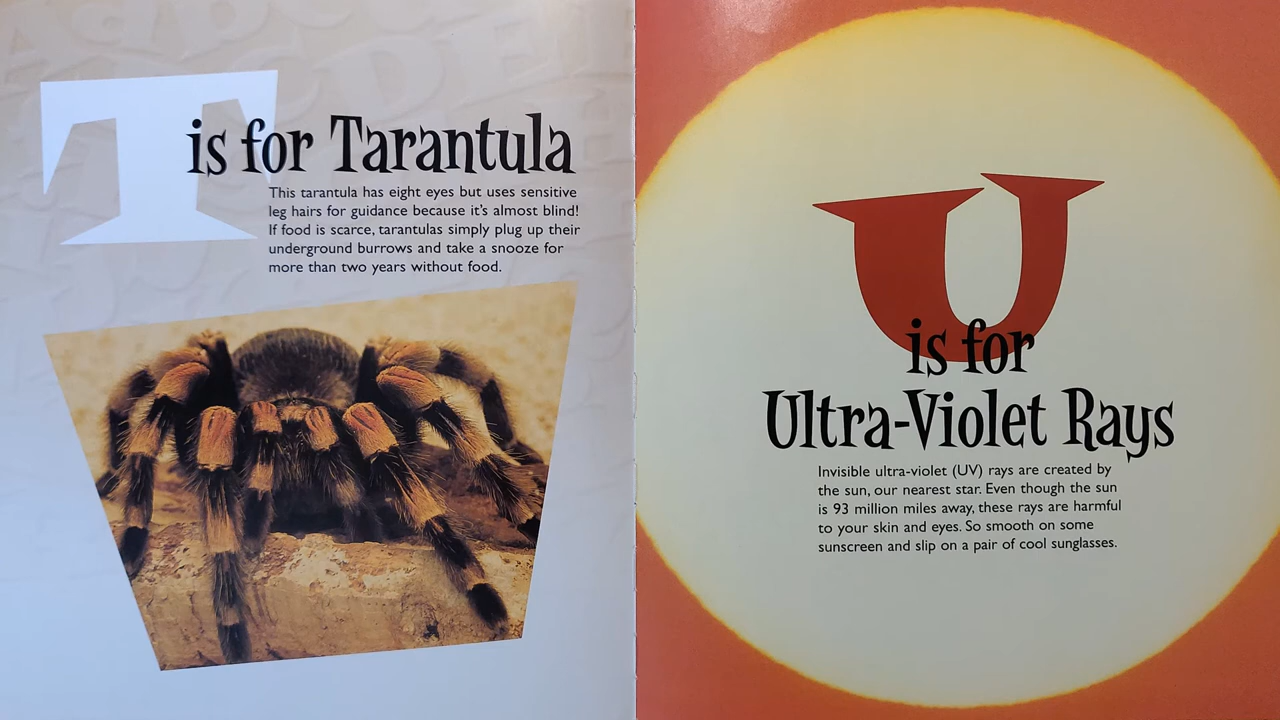 T
is for Tarantula
This tarantula has eight eyes but uses sensitive
leg hairs for guidance because it's almost blind!
If food is scarce, tarantulas simply plug up their
underground burrows and take a snooze for
more than two years without food.
U
is for
Ultra-Violet Rays
Invisible ultra-violet (UV) rays are created by
the sun, our nearest star. Even though the sun
is 93 million miles away, these rays are harmful
to your skin and eyes. So smooth on some
sunscreen and slip on a pair of cool sunglasses.